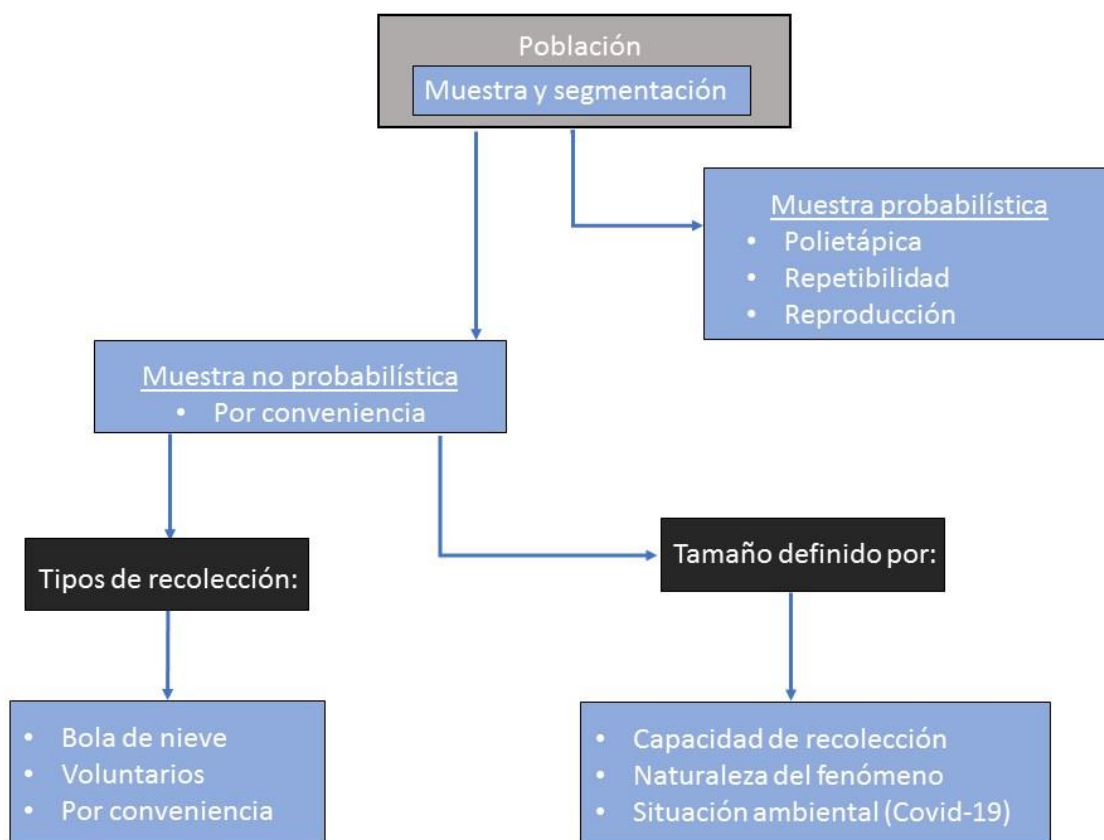 Población
Muestra y segmentación
Muestra probabilística
• Polietápica
• Repetibilidad
• Reproducción
Muestra no probabilística
• Por conveniencia
Tipos de recolección:
Tamaño definido por:
• Bola de nieve
• Voluntarios
• Por conveniencia
• Capacidad de recolección
• Naturaleza del fenómeno
• Situación ambiental (Covid-19)